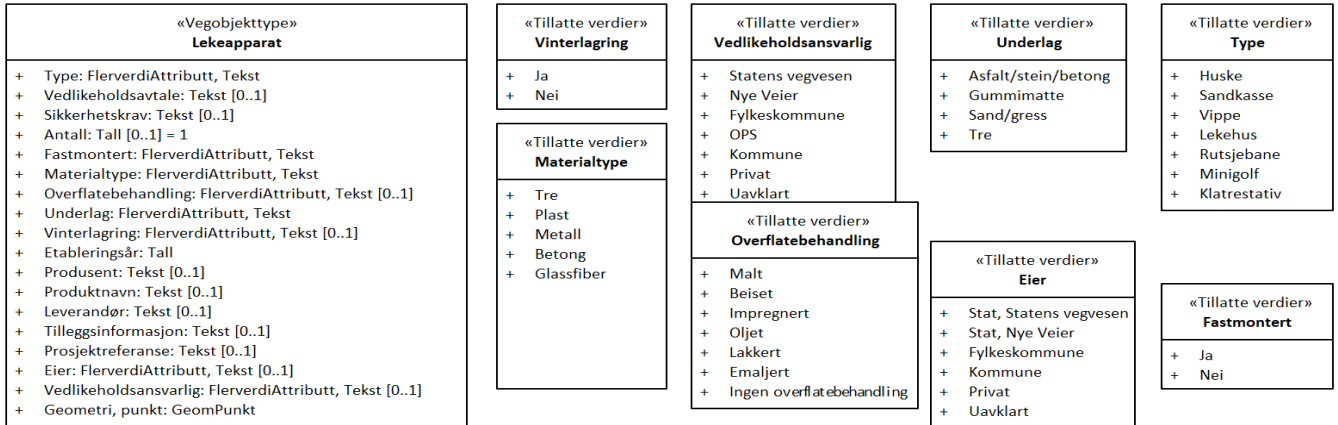 «Vegobjekttype»
Lekeapparat
+ Type: FlerverdiAttributt, Tekst
+ Vedlikeholdsavtale: Tekst [0..1]
+ Sikkerhetskrav: Tekst [0..1]
+ Antall: Tall [0..1] = 1
+ Fastmontert: FlerverdiAttributt, Tekst
+ Materialtype: FlerverdiAttributt, Tekst
+ Overflatebehandling: FlerverdiAttributt, Tekst [0..1]
+ Underlag: FlerverdiAttributt, Tekst
+ Vinterlagring: FlerverdiAttributt, Tekst [0..1]
+ Etableringsår: Tall
+ Produsent: Tekst [0..1]
+ Produktnavn: Tekst [0..1]
+ Leverandør: Tekst [0..1]
+ Tilleggsinformasjon: Tekst [0..1]
+ Prosjektreferanse: Tekst [0..1]
+ Eier: FlerverdiAttributt, Tekst [0..1]
+ Vedlikeholdsansvarlig: FlerverdiAttributt, Tekst [0..1]
+ Geometri, punkt: GeomPunkt
«Tillatte verdier»
Vinterlagring
+ Ja
+ Nei
«Tillatte verdier»
Materialtype
+ Tre
+ Plast
+ Metall
+ Betong
+ Glassfiber
«Tillatte verdier»
Vedlikeholdsansvarlig
+ Statens vegvesen
+ Nye Veier
+ Fylkeskommune
+ OPS
+ Kommune
+ Privat
+ Uavklart
«Tillatte verdier»
Overflatebehandling
+ Malt
+ Beiset
+ Impregnert
+ Oljet
+ Lakkert
+ Emaljert
+ Ingen overflatebehandling
«Tillatte verdier»
Underlag
+ Asfalt/stein/betong
+ Gummimatte
+ Sand/gress
+ Tre
«Tillatte verdier»
Eier
+ Stat, Statens vegvesen
+ Stat, Nye Veier
+ Fylkeskommune
+ Kommune
+ Privat
+ Uavklart
«Tillatte verdier»
Type
+ Huske
+ Sandkasse
+ Vippe
+ Lekehus
+ Rutsjebane
+ Minigolf
+ Klatrestativ
«Tillatte verdier»
Fastmontert
+ Ja
+ Nei